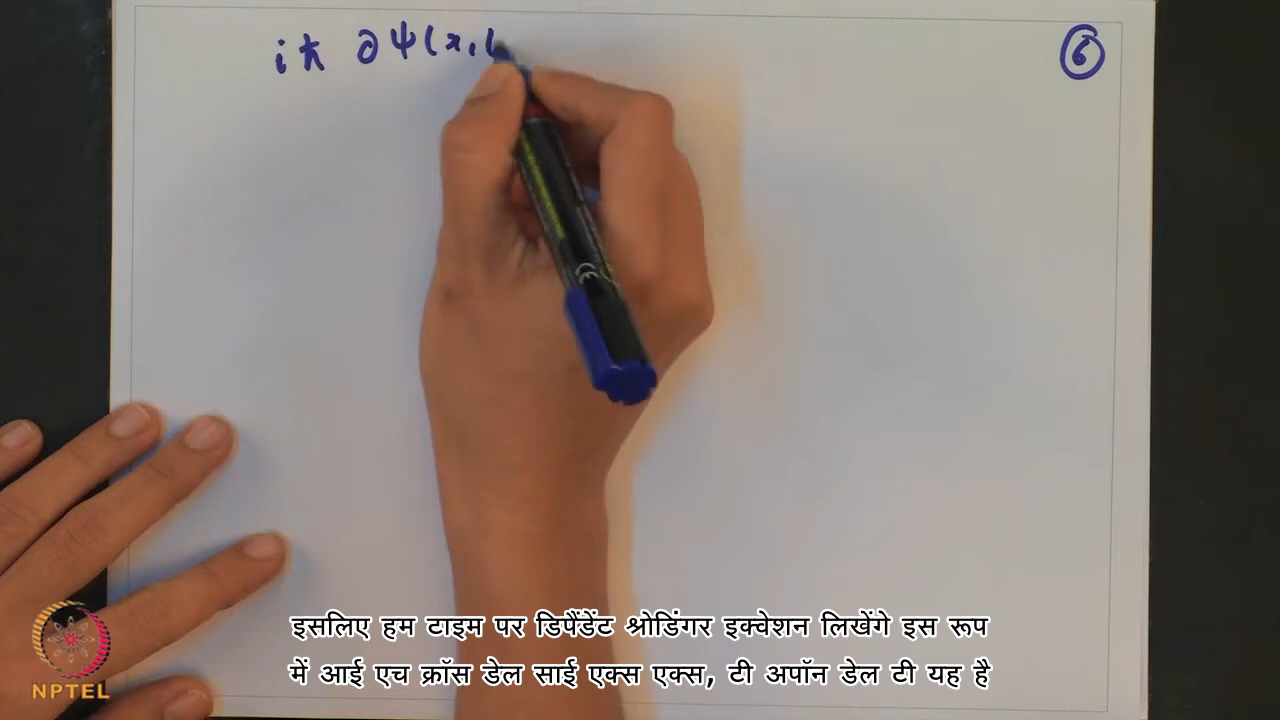 iħ ∂ψ(x,t
6
इसलिए हम टाइम पर डिपैंडेंट श्रोडिंगर इक्वेशन लिखेंगे इस रूप
में आई एच क्रॉस डेल साई एक्स एक्स, टी अपॉन डेल टी यह है
NPTEL